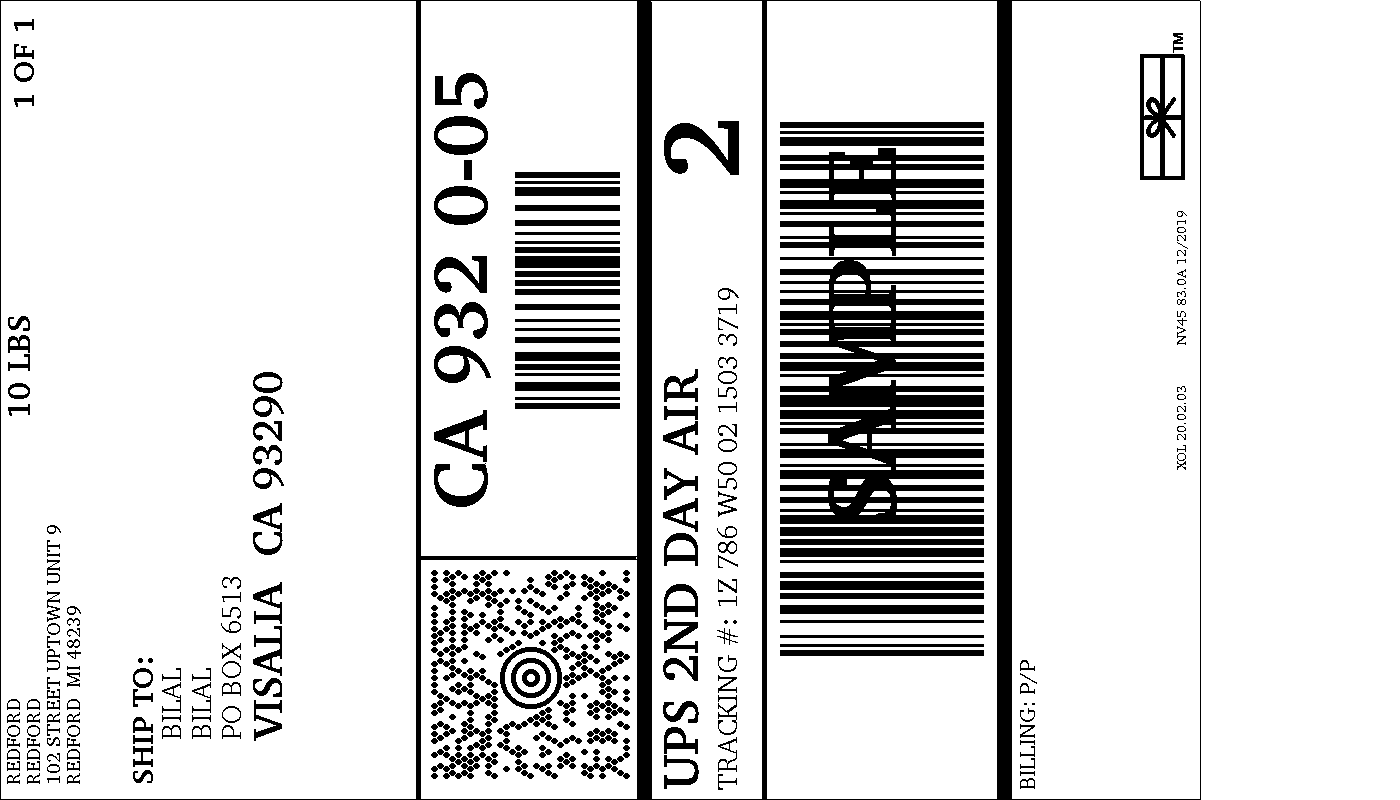 REDFORD
REDFORD
102 STREET UPTOWN UNIT 9
REDFORD MI 48239
10 LBS
1 OF 1
SHIP TO:
BILAL
BILAL
PO BOX 6513
VISALIA CA 93290
CA 932 0-05
UPS 2ND DAY AIR
2
TRACKING #: 1Z 786 W50 02 1503 3719
SAMPLE
BILLING: P/P
XOL 20.02.03 NV45 83.0A 12/2019
TM